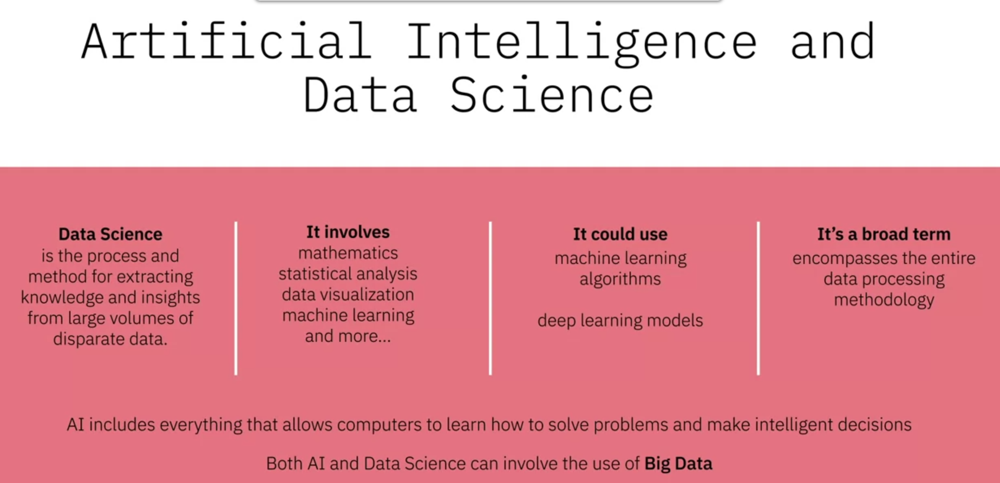 Artificial Intelligence and
Data Science
Data Science
is the process and
method for extracting
knowledge and insights
from large volumes of
disparate data.
It involves
mathematics
statistical analysis
data visualization
machine learning
and more...
It could use
machine learning
algorithms
deep learning models
It’s a broad term
encompasses the entire
data processing
methodology
AI includes everything that allows computers to learn how to solve problems and make intelligent decisions
Both AI and Data Science can involve the use of Big Data